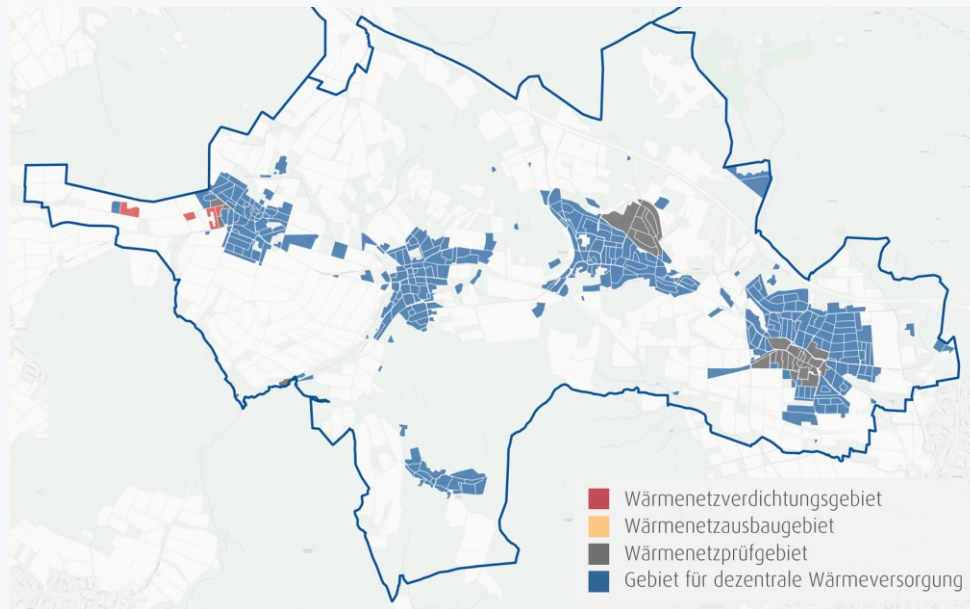 Wärmenetzverdichtungsgebiet
Wärmenetzausbaugebiet
Wärmenetzprüfgebiet
Gebiet für dezentrale Wärmeversorgung